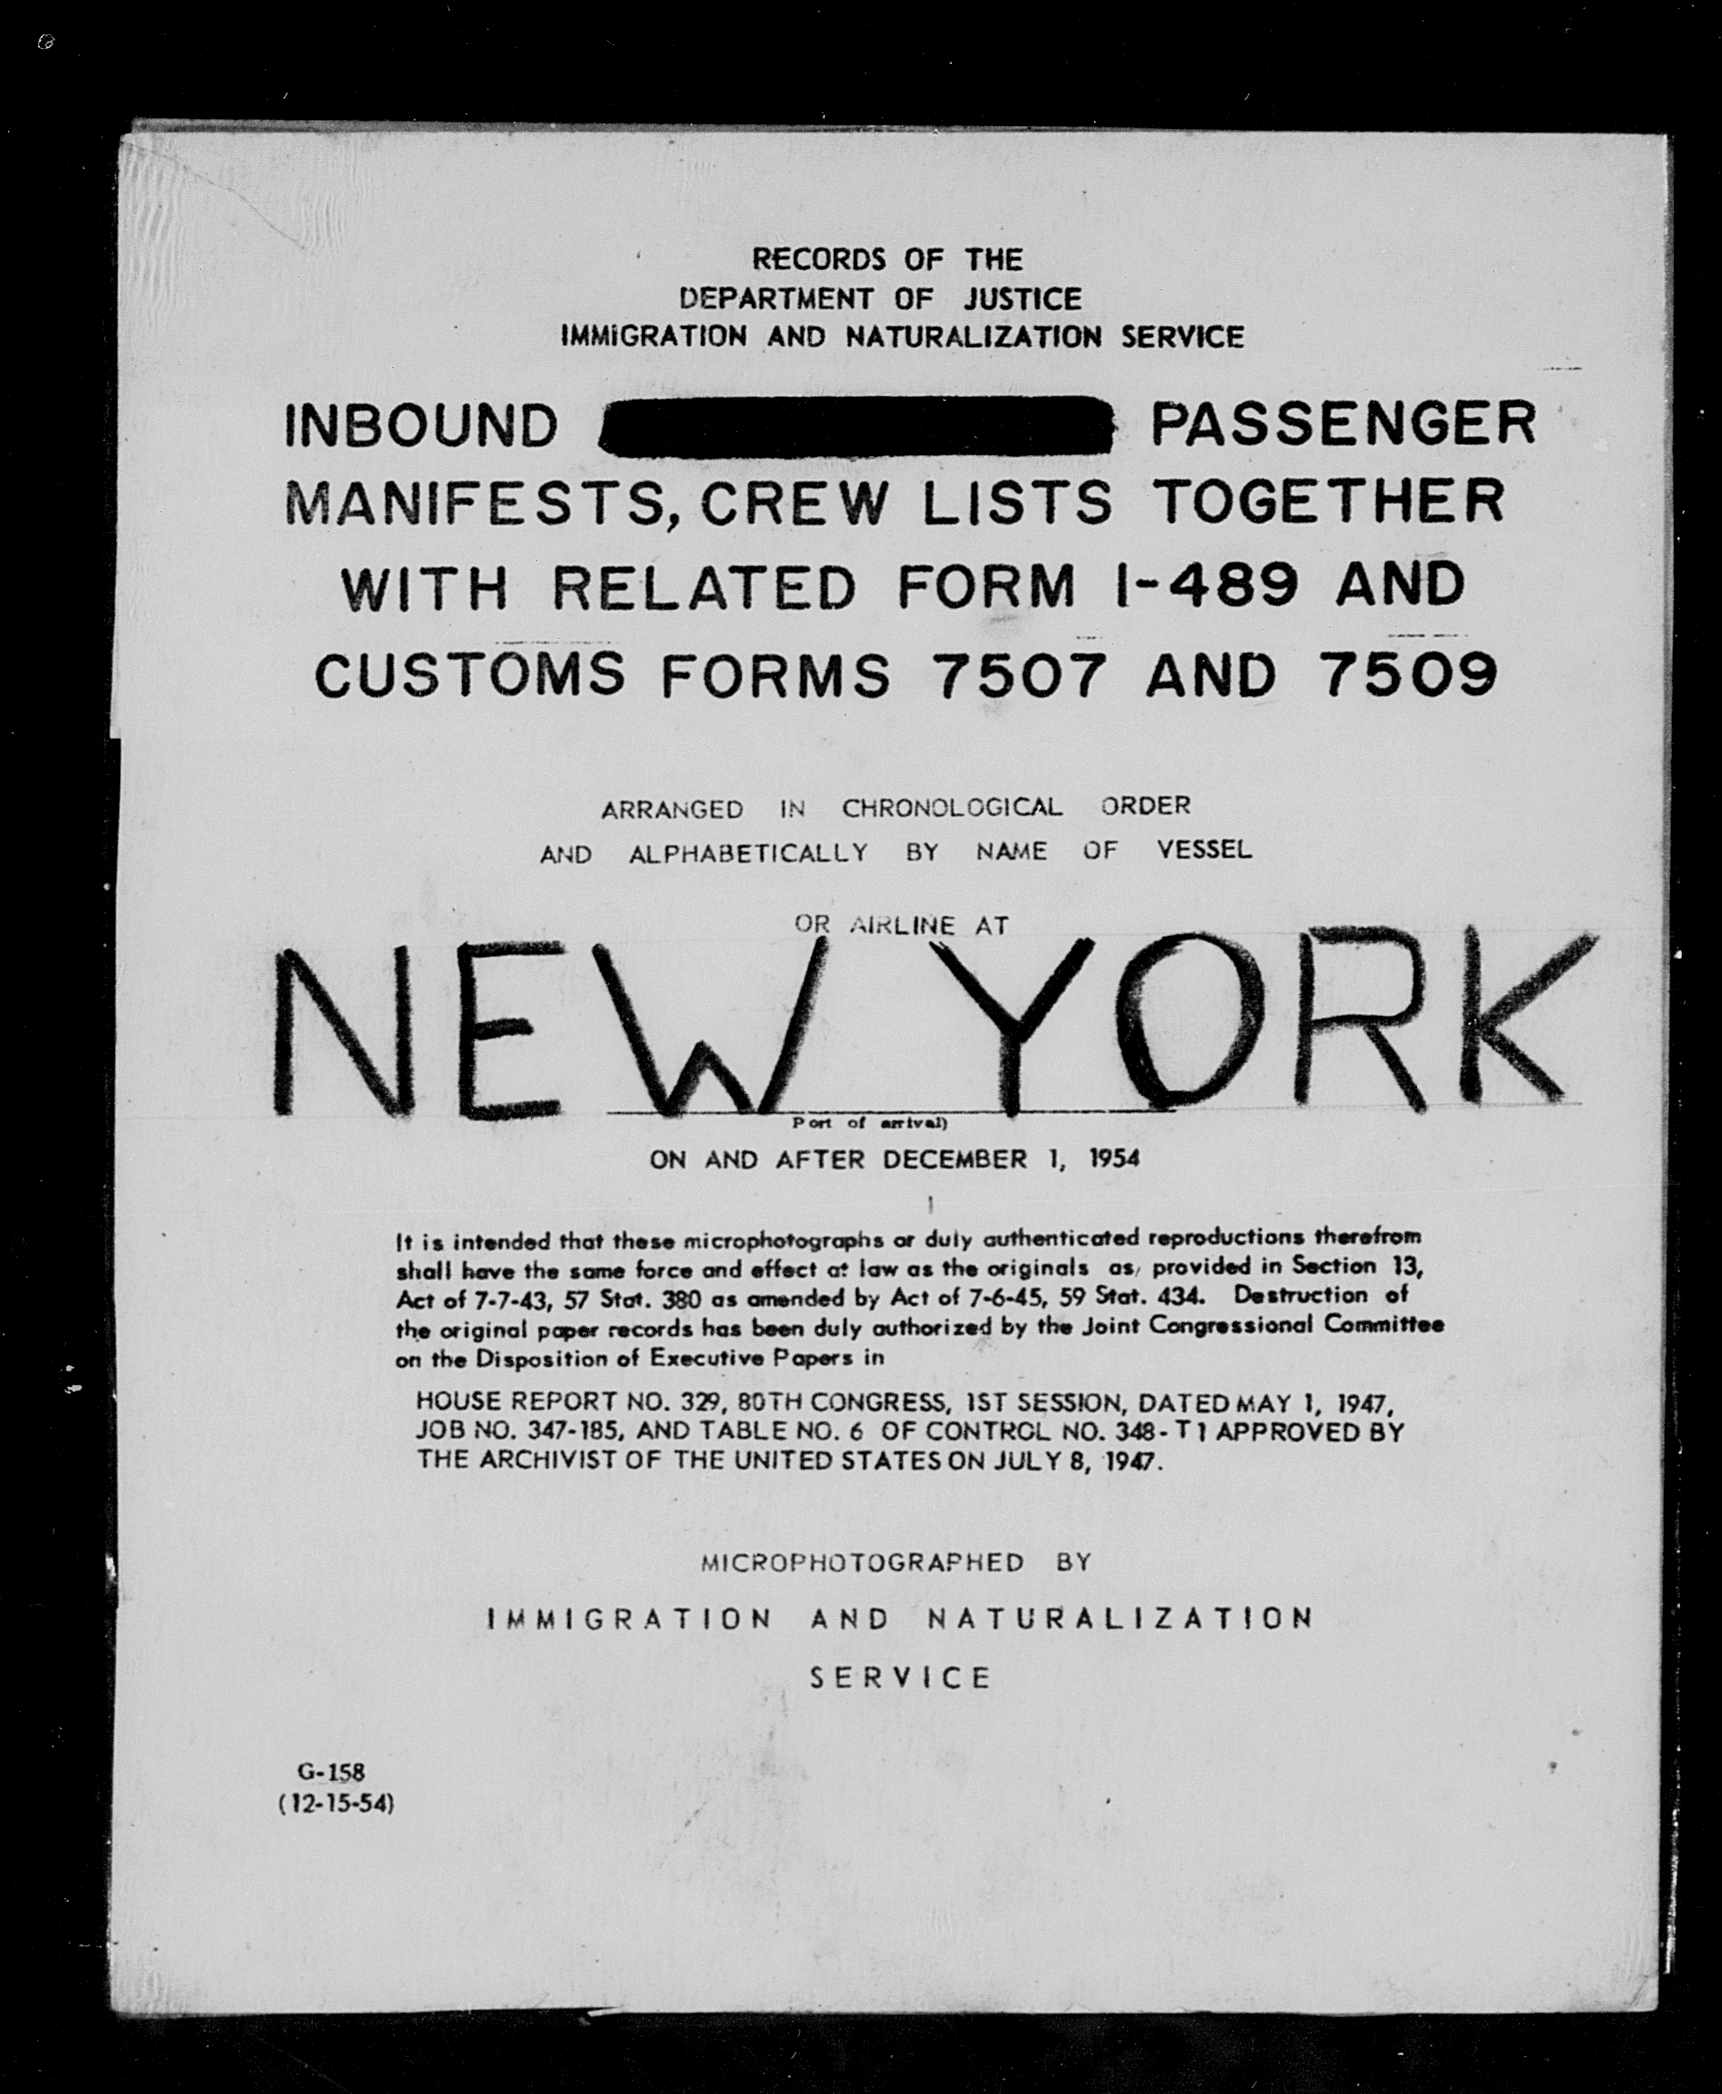 RECORDS OF THE
DEPARTMENT OF JUSTICE
IMMIGRATION AND NATURALIZATION SERVICE
INBOUND PASSENGER
MANIFESTS, CREW LISTS TOGETHER
WITH RELATED FORM I-489 AND
CUSTOMS FORMS 7507 AND 7509
ARRANGED IN CHRONOLOGICAL ORDER
AND ALPHABETICALLY BY NAME OF VESSEL
OR AIRLINE AT
NEW YORK
Port of arrival)
ON AND AFTER DECEMBER 1, 1954
It is intended that these microphotographs or duly authenticated reproductions therefrom
shall have the same force and effect at law as the originals as, provided in Section 13,
Act of 7-7-43, 57 Stat. 380 as amended by Act of 7-6-45, 59 Stat. 434. Destruction of
the original paper records has been duly authorized by the Joint Congressional Committee
on the Disposition of Executive Papers in
HOUSE REPORT NO. 329, 80TH CONGRESS, 1ST SESSION, DATED MAY 1, 1947,
JOB NO. 347-185, AND TABLE NO. 6 OF CONTROL NO. 348-T1 APPROVED BY
THE ARCHIVIST OF THE UNITED STATES ON JULY 8, 1947.
MICROPHOTOGRAPHED BY
IMMIGRATION AND NATURALIZATION
SERVICE
G-158
(12-15-54)